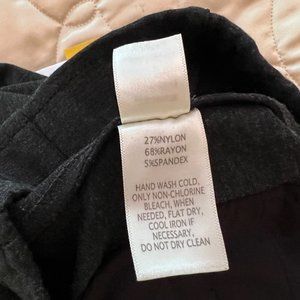 27%NYLON
68%RAYON
5%SPANDEX
HAND WASH COLD,
ONLY NON-CHLORINE
BLEACH, WHEN
NEEDED, FLAT DRY,
COOL IRON IF
NECESSARY,
DO NOT DRY CLEAN